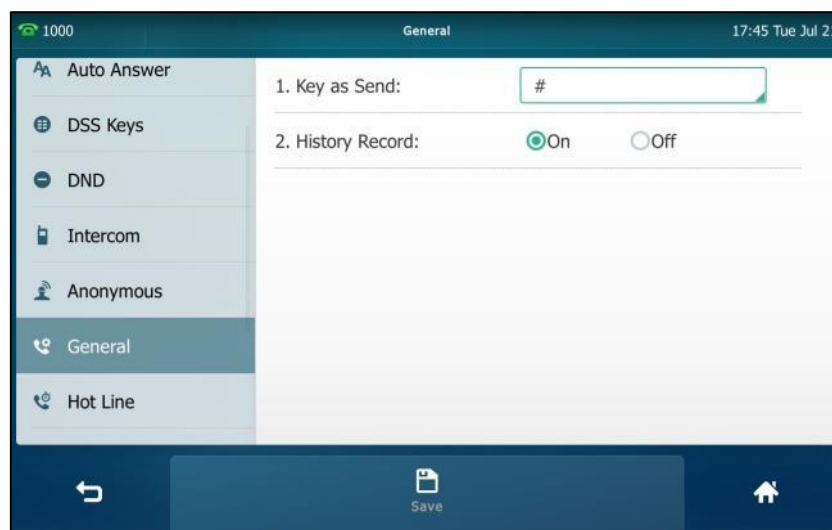 1000
General
17:45 Tue Jul 2
Auto Answer
DSS Keys
DND
Intercom
Anonymous
General
Hot Line
1. Key as Send:
#
2. History Record:
On
Off
Save